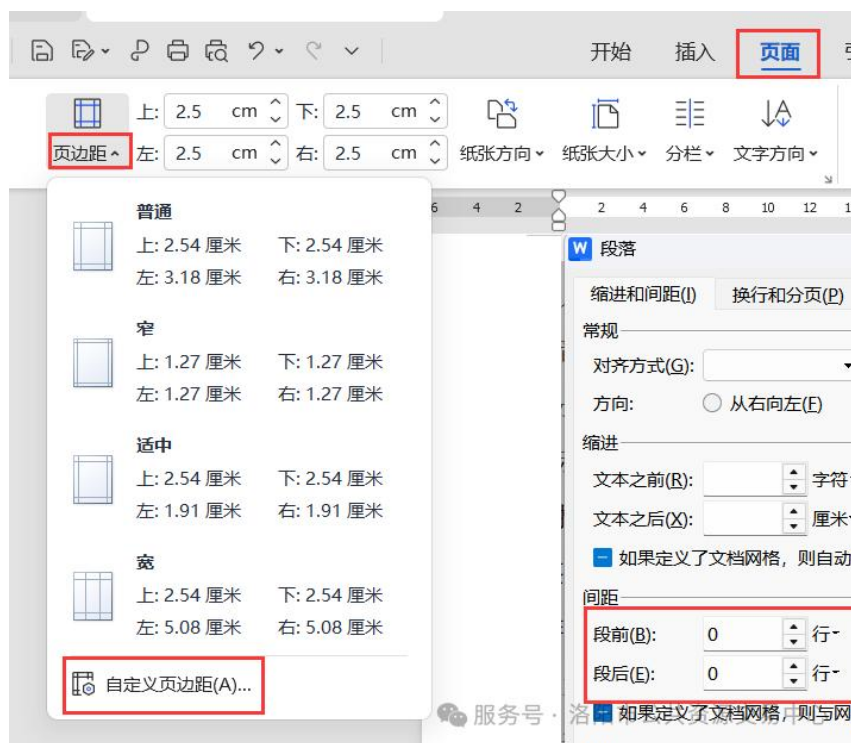 开始 插入 页面
上: 2.5 cm 下: 2.5 cm
页边距 左: 2.5 cm 右: 2.5 cm 纸张方向 纸张大小 分栏 文字方向
6 4 2 2 4 6 8 10 12 1
普通
上: 2.54 厘米 下: 2.54 厘米
左: 3.18 厘米 右: 3.18 厘米
窄
上: 1.27 厘米 下: 1.27 厘米
左: 1.27 厘米 右: 1.27 厘米
适中
上: 2.54 厘米 下: 2.54 厘米
左: 1.91 厘米 右: 1.91 厘米
宽
上: 2.54 厘米 下: 2.54 厘米
左: 5.08 厘米 右: 5.08 厘米
自定义页边距(A)...
W 段落
缩进和间距(I) 换行和分页(P)
常规
对齐方式(G):
方向: 从右向左(F)
缩进
文本之前(R): 字符
文本之后(X): 厘米
如果定义了文档网格，则自动
间距
段前(B): 0 行
段后(E): 0 行
如果定义了文档网格，则与网
服务号 · 洛